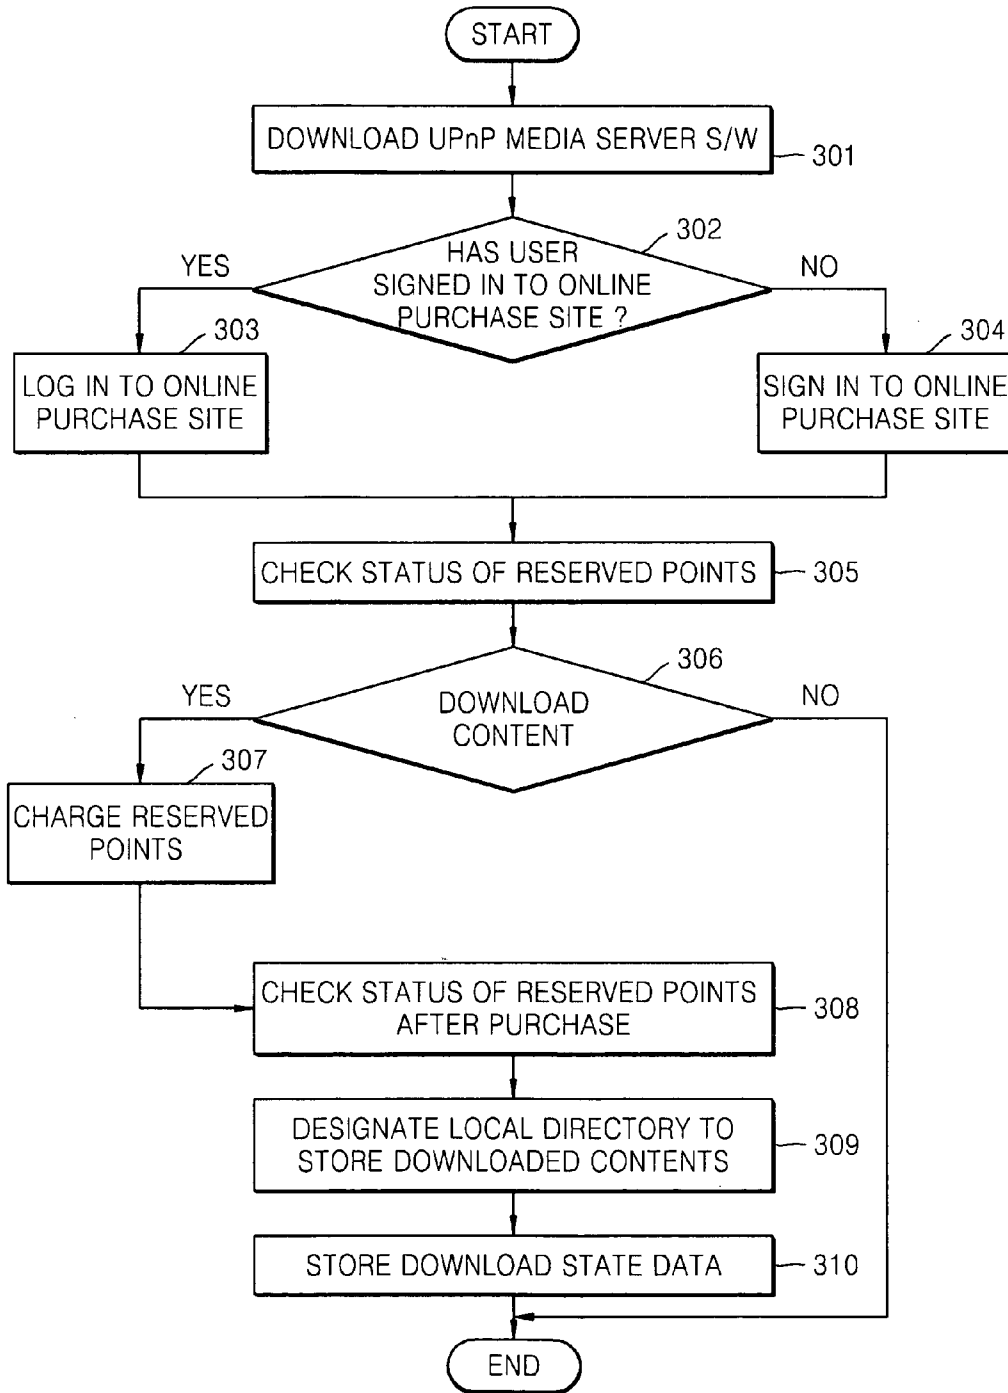 START
DOWNLOAD UPnP MEDIA SERVER S/W
301
302
HAS USER
SIGNED IN TO ONLINE
PURCHASE SITE ?
YES
NO
303
304
LOG IN TO ONLINE
PURCHASE SITE
SIGN IN TO ONLINE
PURCHASE SITE
CHECK STATUS OF RESERVED POINTS
305
306
DOWNLOAD
CONTENT
YES
NO
307
CHARGE RESERVED
POINTS
CHECK STATUS OF RESERVED POINTS
AFTER PURCHASE
308
DESIGNATE LOCAL DIRECTORY TO
STORE DOWNLOADED CONTENTS
309
STORE DOWNLOAD STATE DATA
310
END